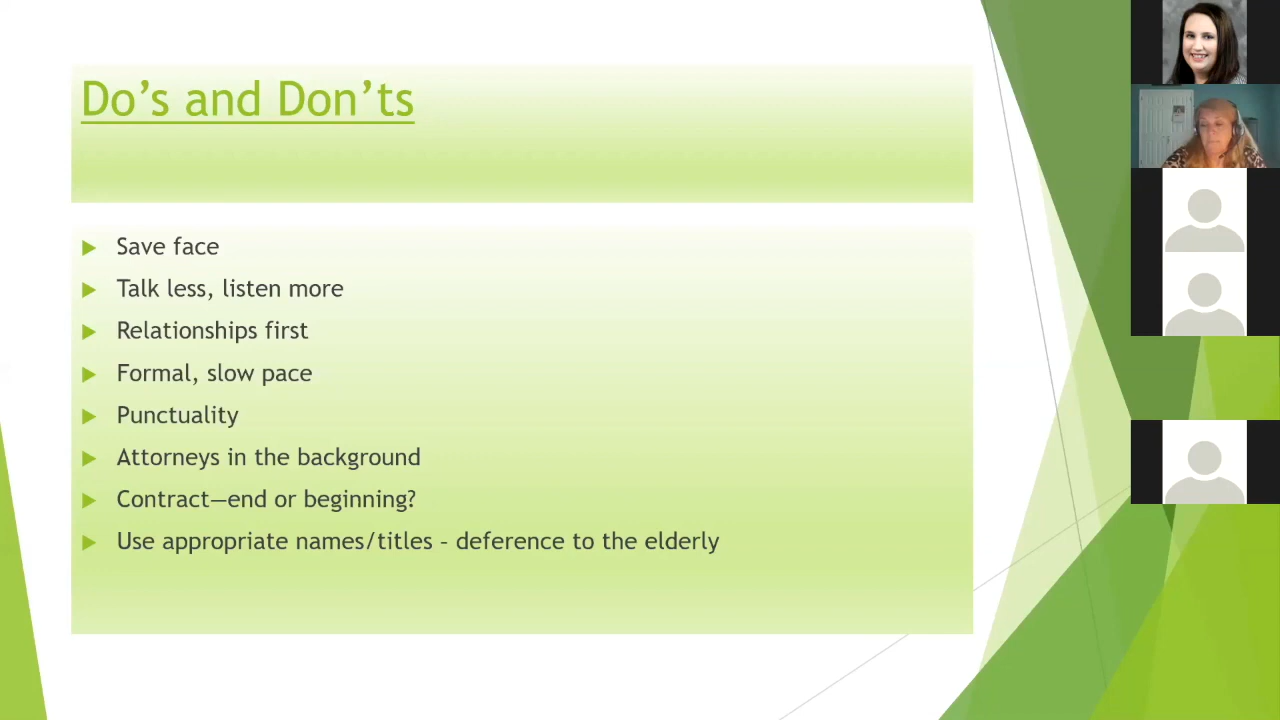 Do’s and Don’ts
Save face
Talk less, listen more
Relationships first
Formal, slow pace
Punctuality
Attorneys in the background
Contract—end or beginning?
Use appropriate names/titles – deference to the elderly